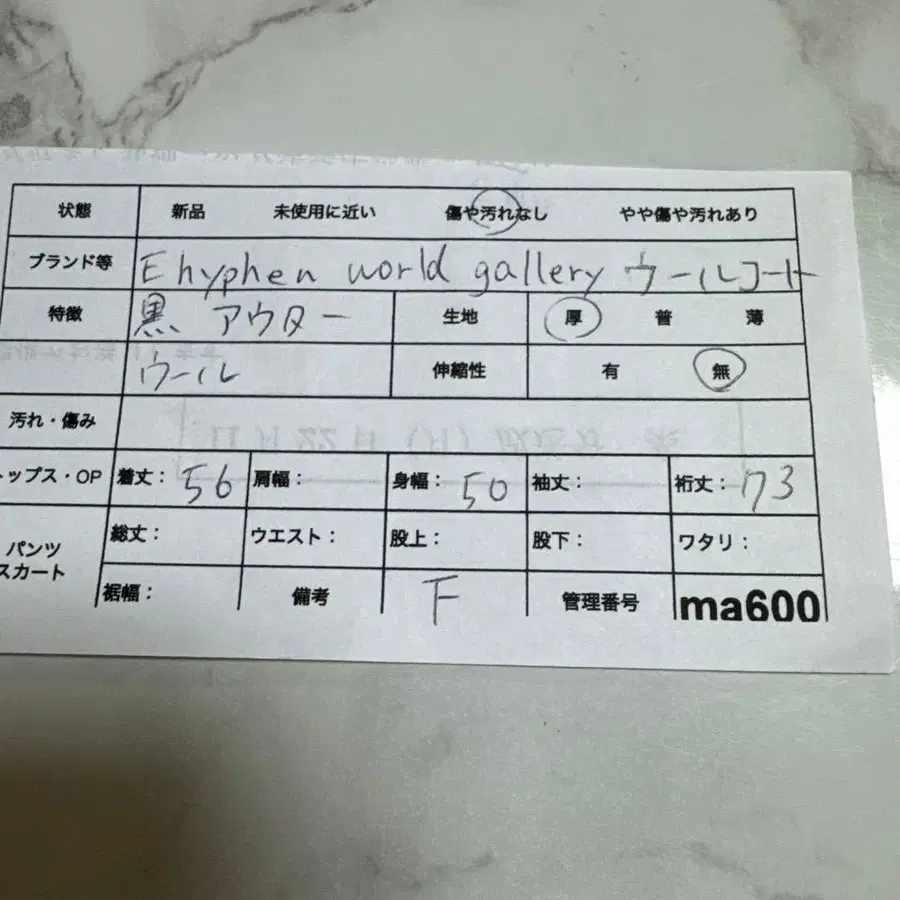 状態 新品 未使用に近い 傷や汚れなし やや傷や汚れあり
ブランド等 Ehyphen world gallery ウールコート
特徴 黒 アウター 生地 厚 普 薄
ウール 伸縮性 有 無
汚れ・傷み
トップス・OP 着丈: 56 肩幅: 身幅: 50 袖丈: 裄丈: 73
パンツ スカート 総丈: ウエスト: 股上: 股下: ワタリ:
裾幅: 備考 F 管理番号 ma600